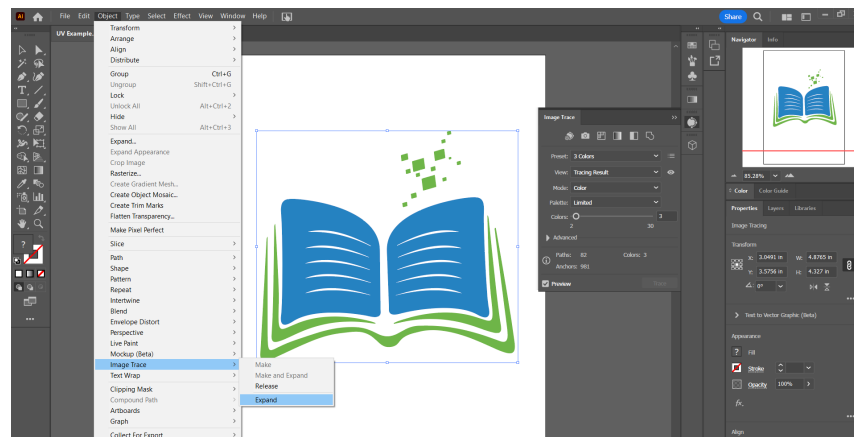 Ai File Edit Object Type Select Effect View Window Help Share
UV Example.
Transform
Arrange
Align
Distribute
Group Ctrl+G
Ungroup Shift+Ctrl+G
Lock
Unlock All Alt+Ctrl+2
Hide
Show All Alt+Ctrl+3
Expand...
Expand Appearance
Crop Image
Rasterize...
Create Gradient Mesh...
Create Object Mosaic...
Create Trim Marks
Flatten Transparency...
Make Pixel Perfect
Slice
Path
Shape
Pattern
Repeat
Intertwine
Blend
Envelope Distort
Perspective
Live Paint
Mockup (Beta)
Image Trace
Text Wrap
Clipping Mask
Compound Path
Artboards
Graph
Collect For Export
Make
Make and Expand
Release
Expand
Image Trace
Preset: 3 Colors
View: Tracing Result
Mode: Color
Palette: Limited
Colors: 3
2 30
Advanced
Paths: 82 Colors: 3
Anchors: 981
Preview
Navigator Info
85.28%
Color Color Guide
Properties Layers Libraries
Image Tracing
Transform
X: 3.0491 in W: 4.8765 in
Y: 3.5756 in H: 4.327 in
0°
Text to Vector Graphic (Beta)
Appearance
? Fill
Stroke
Opacity 100%
fx.
Align